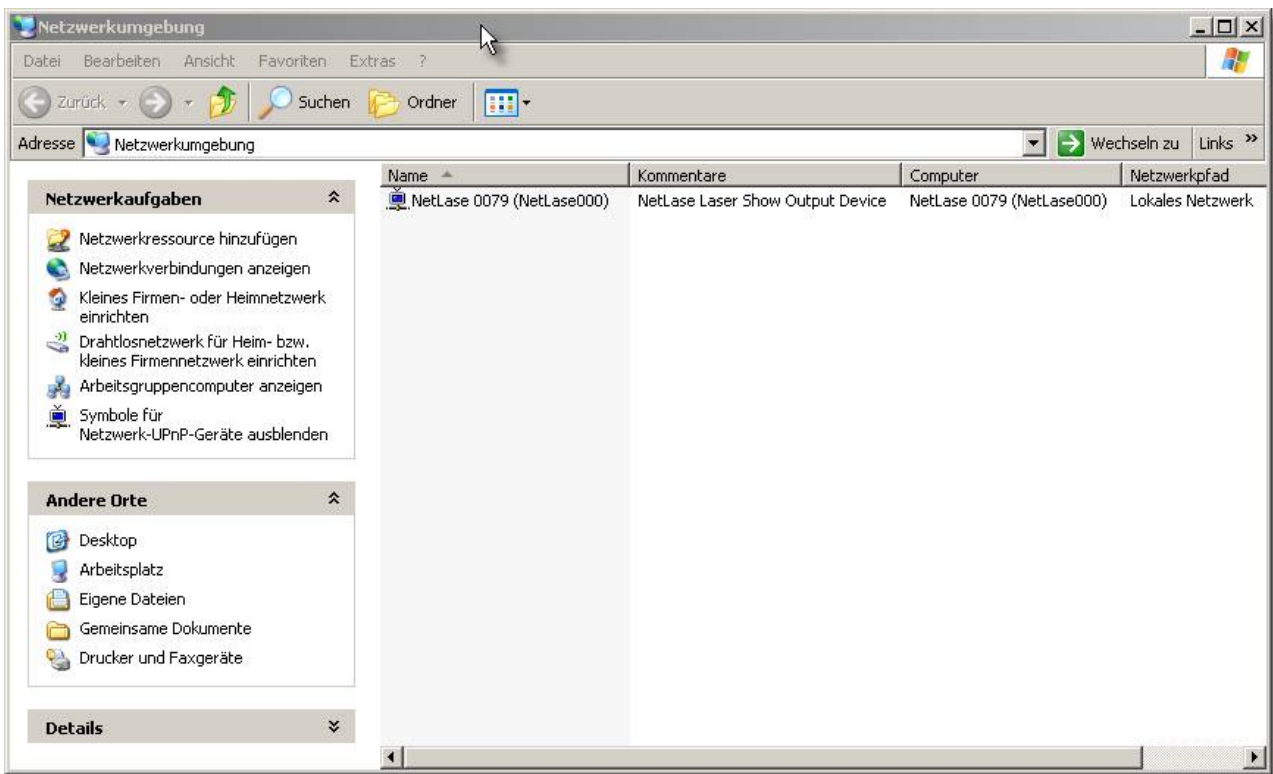 Netzwerkumgebung
Datei Bearbeiten Ansicht Favoriten Extras ?
Zurück Suchen Ordner
Adresse Netzwerkumgebung Wechseln zu Links »
Netzwerkaufgaben
Netzwerkressource hinzufügen
Netzwerkverbindungen anzeigen
Kleines Firmen- oder Heimnetzwerk
einrichten
Drahtlosnetzwerk für Heim- bzw.
kleines Firmennetzwerk einrichten
Arbeitsgruppencomputer anzeigen
Symbole für
Netzwerk-UPnP-Geräte ausblenden
Andere Orte
Desktop
Arbeitsplatz
Eigene Dateien
Gemeinsame Dokumente
Drucker und Faxgeräte
Details
Name Kommentare Computer Netzwerkpfad
NetLase 0079 (NetLase000) NetLase Laser Show Output Device NetLase 0079 (NetLase000) Lokales Netzwerk